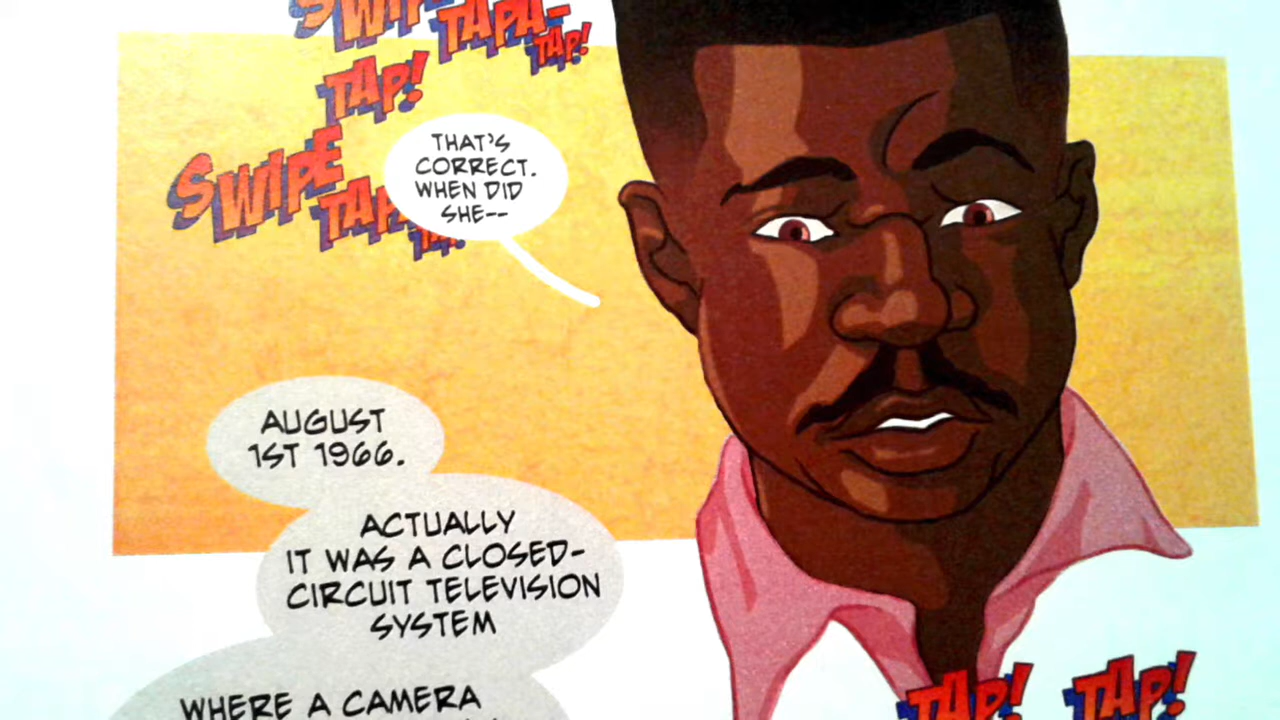 SWIPE
TAPA-
TAP!
TAP!
SWIPE
THAT'S
CORRECT.
WHEN DID
SHE--
AUGUST
1ST 1966.
ACTUALLY
IT WAS A CLOSED-
CIRCUIT TELEVISION
SYSTEM
WHERE A CAMERA
TAP! TAP!